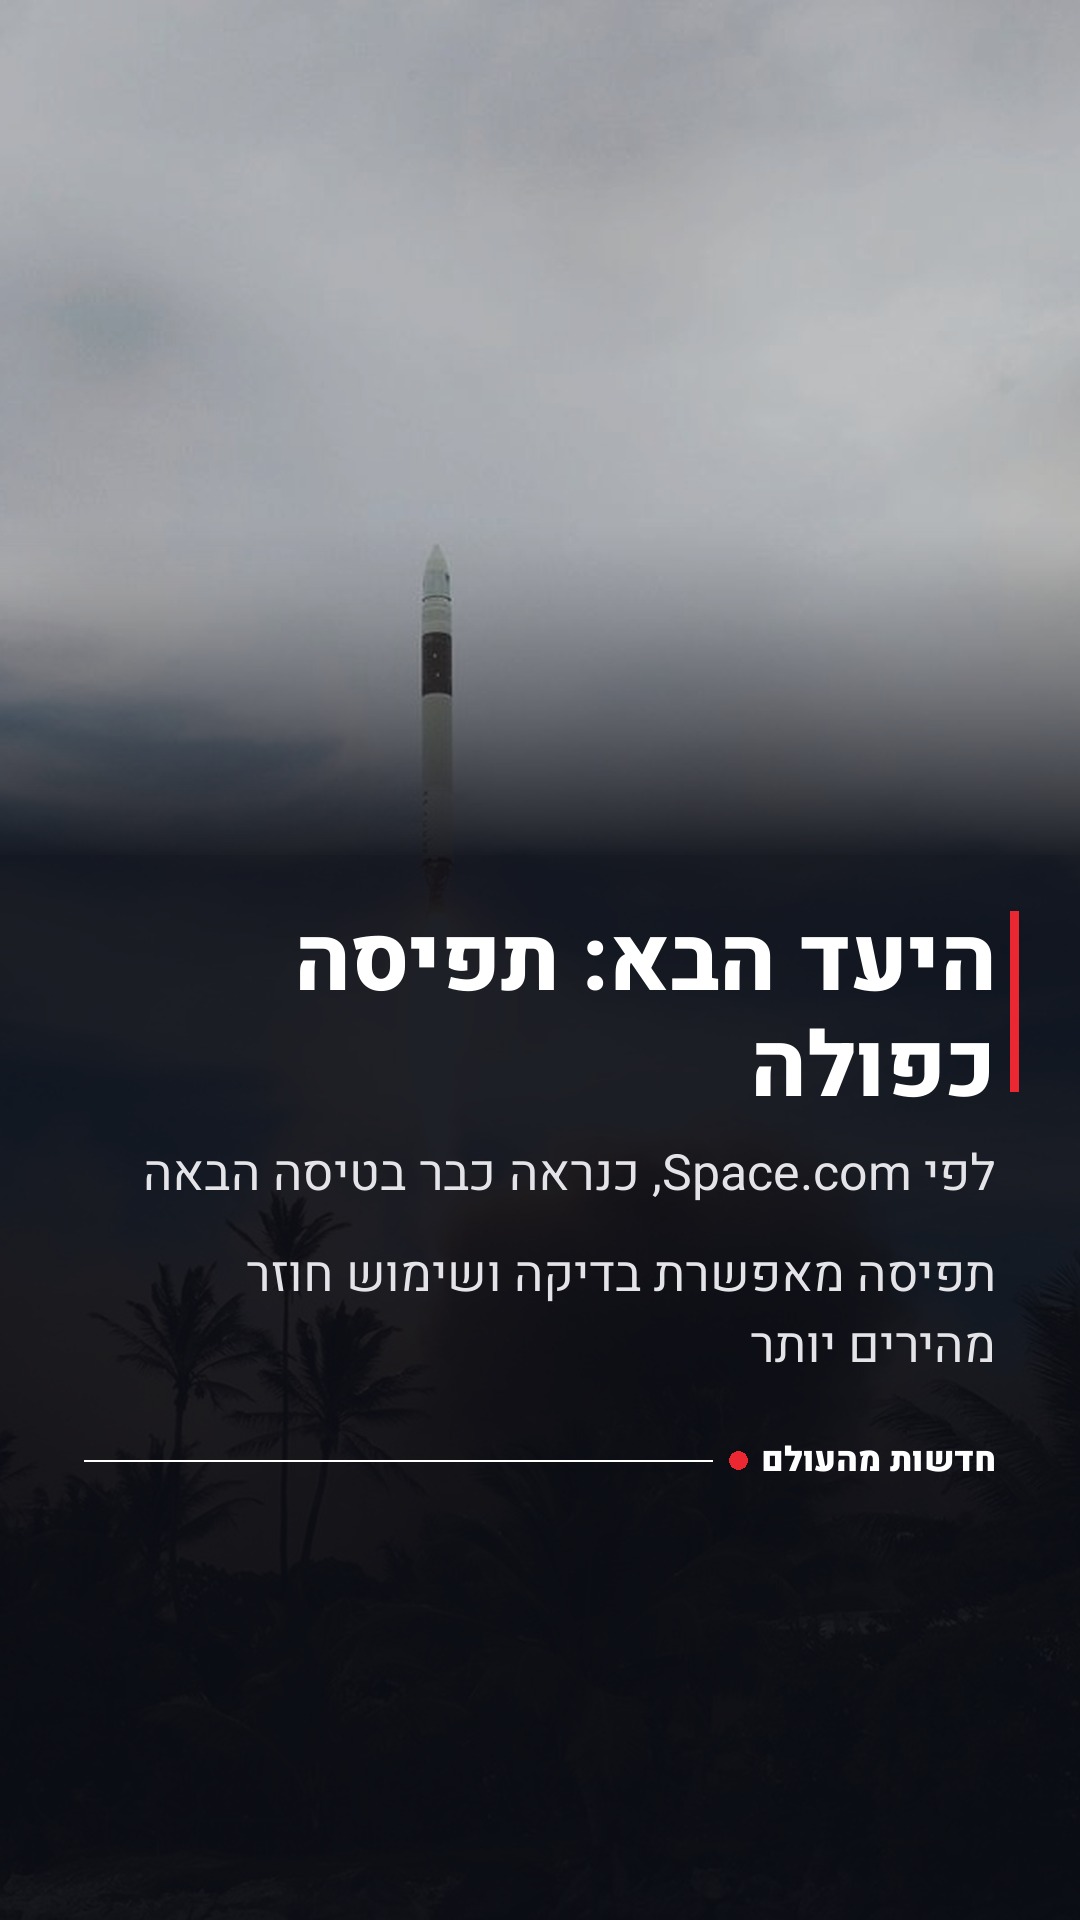 היעד הבא: תפיסה
כפולה
לפי Space.com, כנראה כבר בטיסה הבאה
תפיסה מאפשרת בדיקה ושימוש חוזר
מהירים יותר
חדשות מהעולם